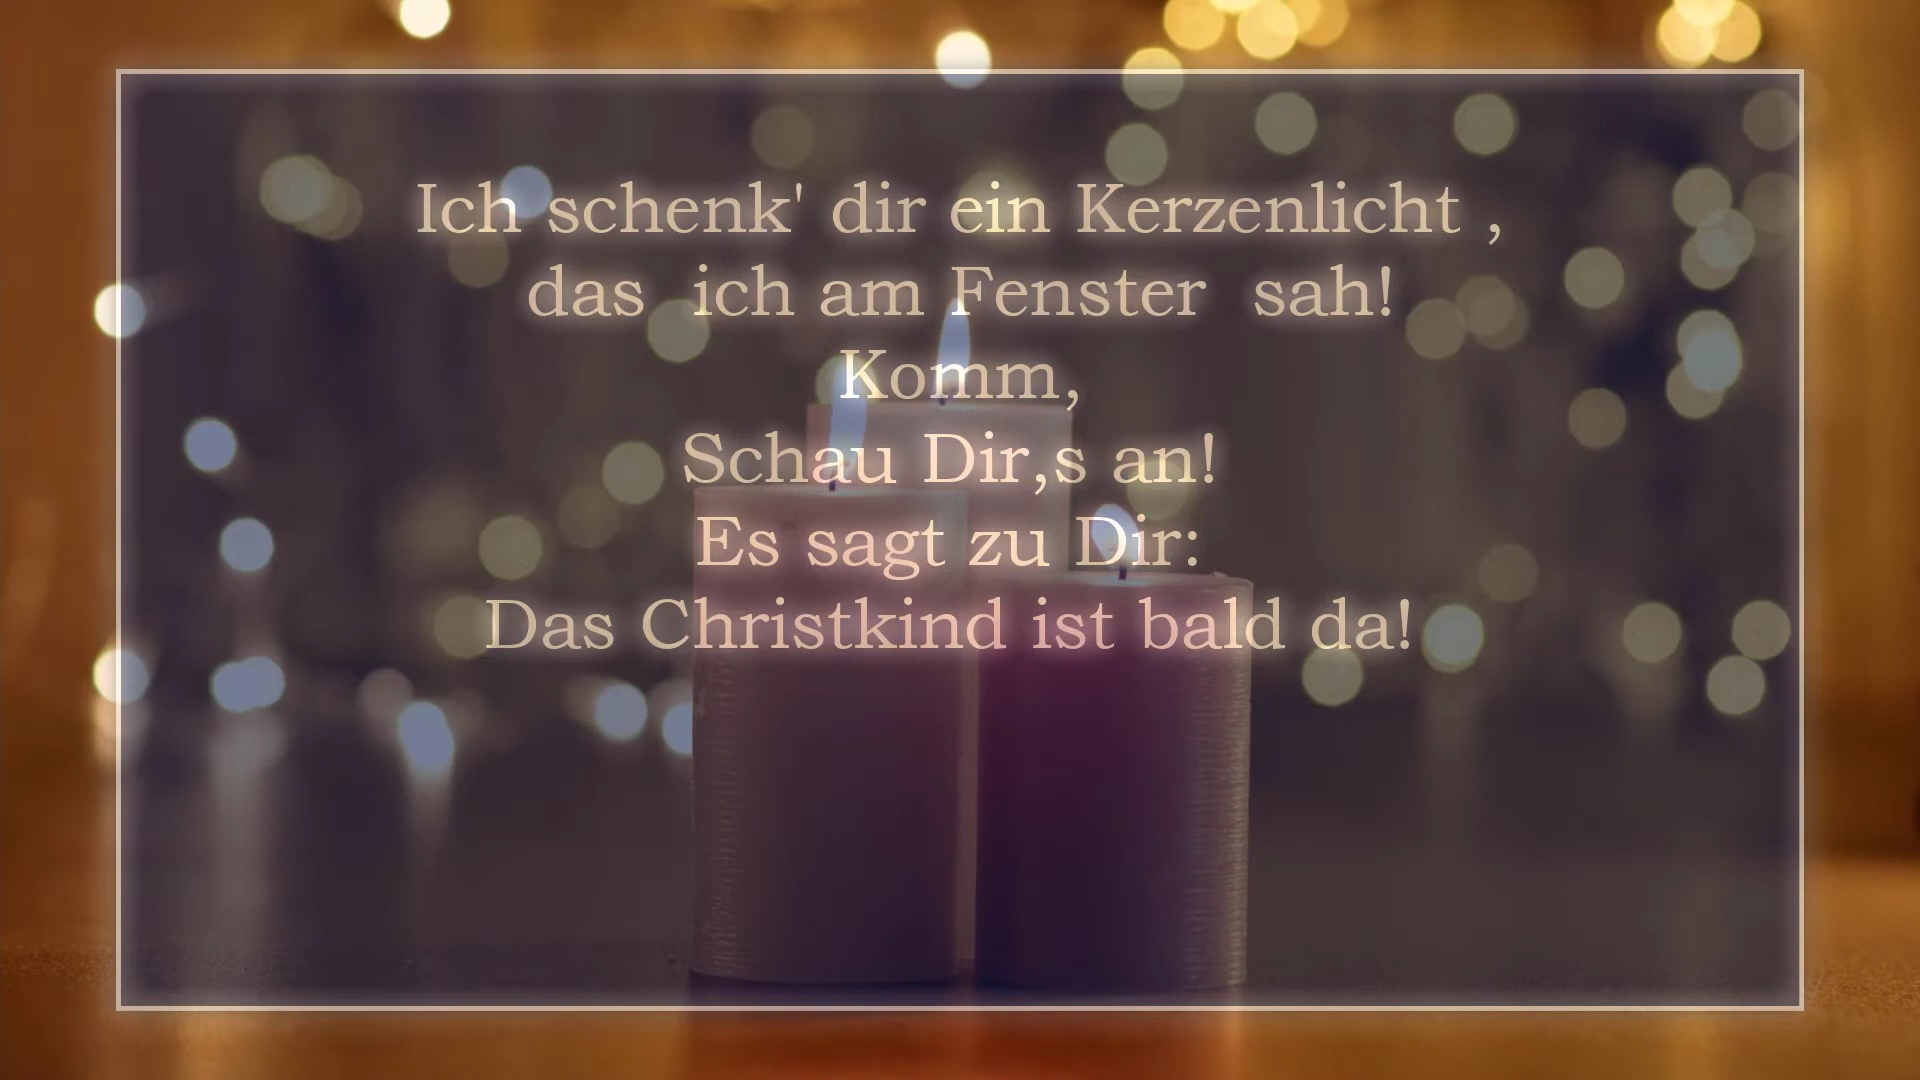 Ich schenk' dir ein Kerzenlicht ,
das ich am Fenster sah!
Komm,
Schau Dir,s an!
Es sagt zu Dir:
Das Christkind ist bald da!